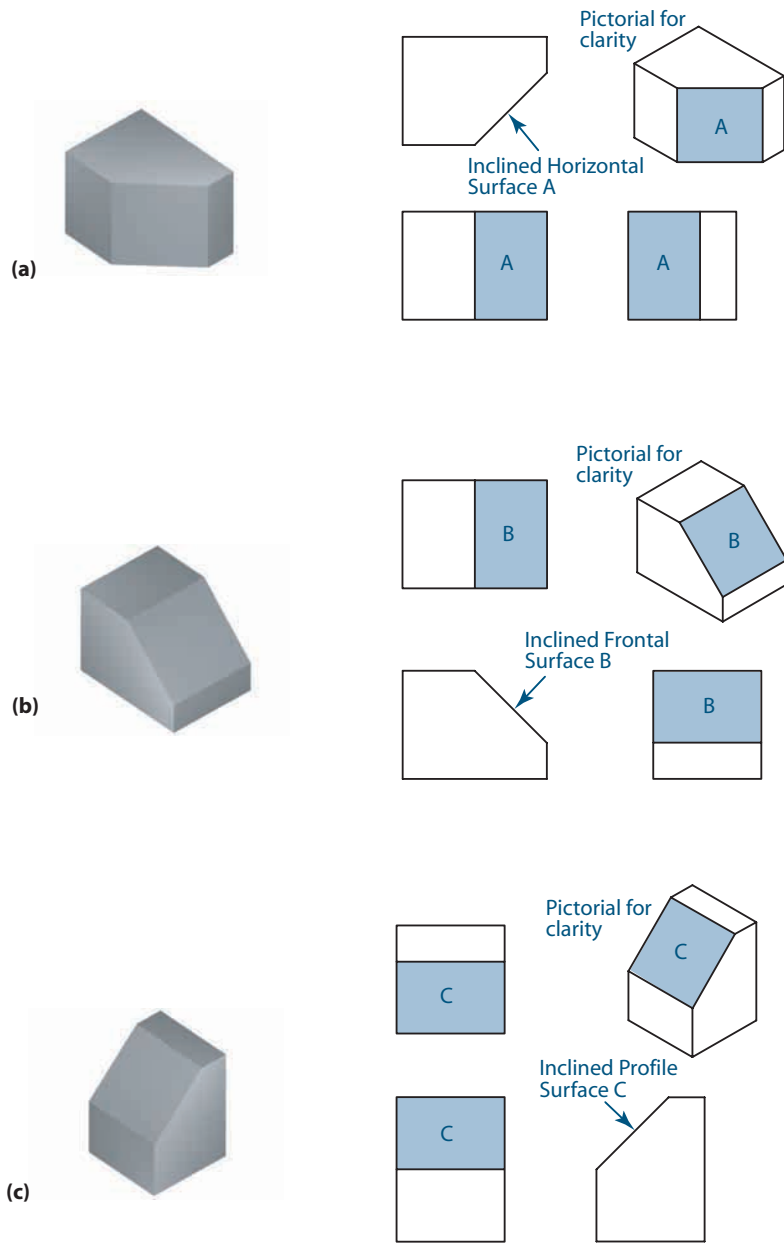 Pictorial for
clarity
A
Inclined Horizontal
Surface A
A
A
(a)
Pictorial for
clarity
B
B
Inclined Frontal
Surface B
B
(b)
Pictorial for
clarity
C
C
Inclined Profile
Surface C
C
(c)